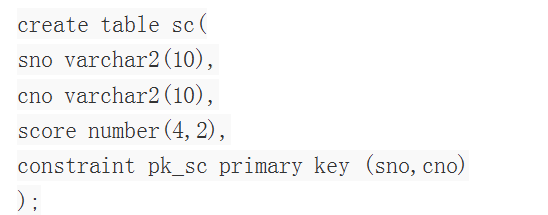 create table sc(
sno varchar2(10),
cno varchar2(10),
score number(4,2),
constraint pk_sc primary key (sno,cno)
);